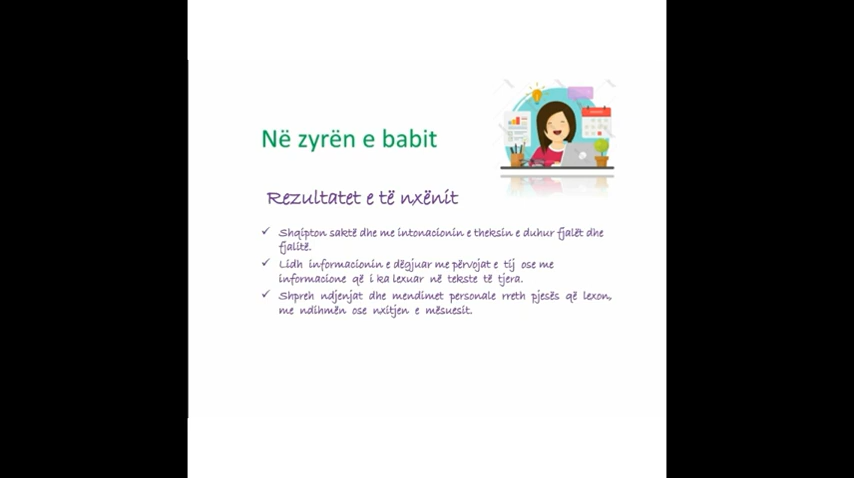 Në zyrën e babit
Rezultatet e të nxënit
Shqipton saktë dhe me intonacionin e theksin e duhur fjalët dhe
fjalitë.
Lidh informacionin e dëgjuar me përvojat e tij ose me
informacione që i ka lexuar në tekste të tjera.
Shpreh ndjenjat dhe mendimet personale rreth pjesës që lexon,
me ndihmën ose nxitjen e mësuesit.